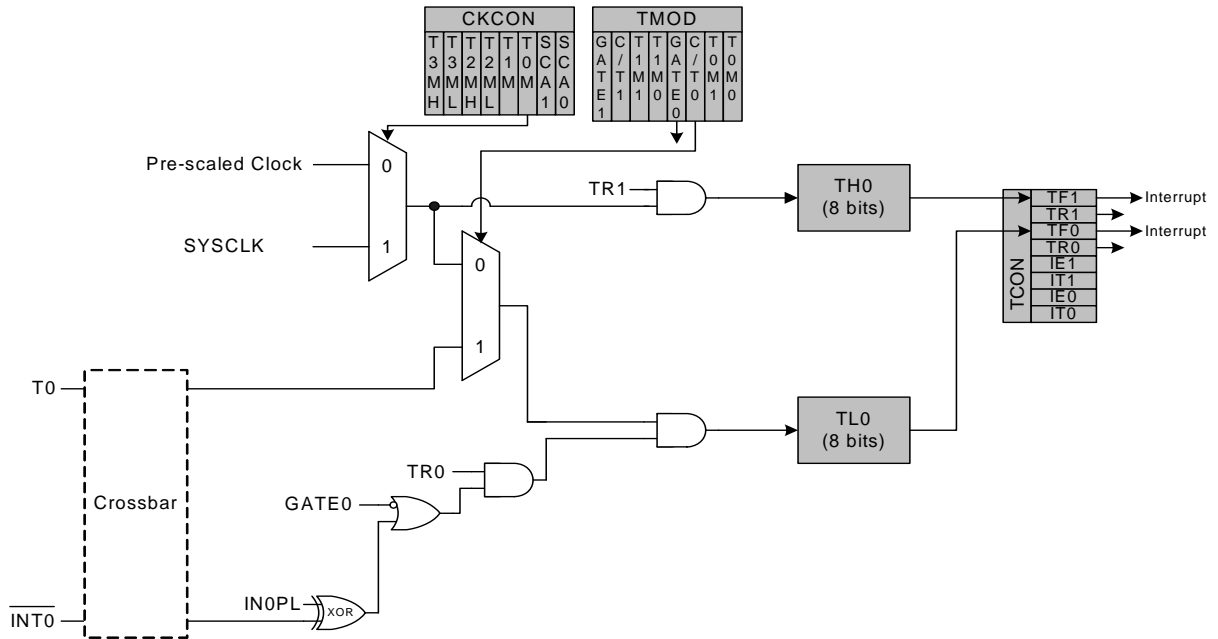 CKCON
T3MH
T3ML
T2MH
T2ML
T1M
T0M
SCA1
SCA0
TMOD
GATE1
C/T1
T1M1
T1M0
GATE0
C/T0
T0M1
T0M0
Pre-scaled Clock
0
SYSCLK
1
TR1
TH0
(8 bits)
TCON
TF1
TR1
TF0
TR0
IE1
IT1
IE0
IT0
Interrupt
Interrupt
0
1
T0
Crossbar
TL0
(8 bits)
TR0
GATE0
IN0PL
XOR
INT0